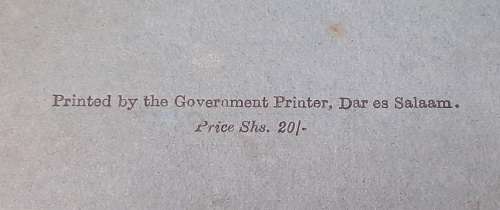 Printed by the Government Printer, Dar es Salaam.
Price Shs. 20/-